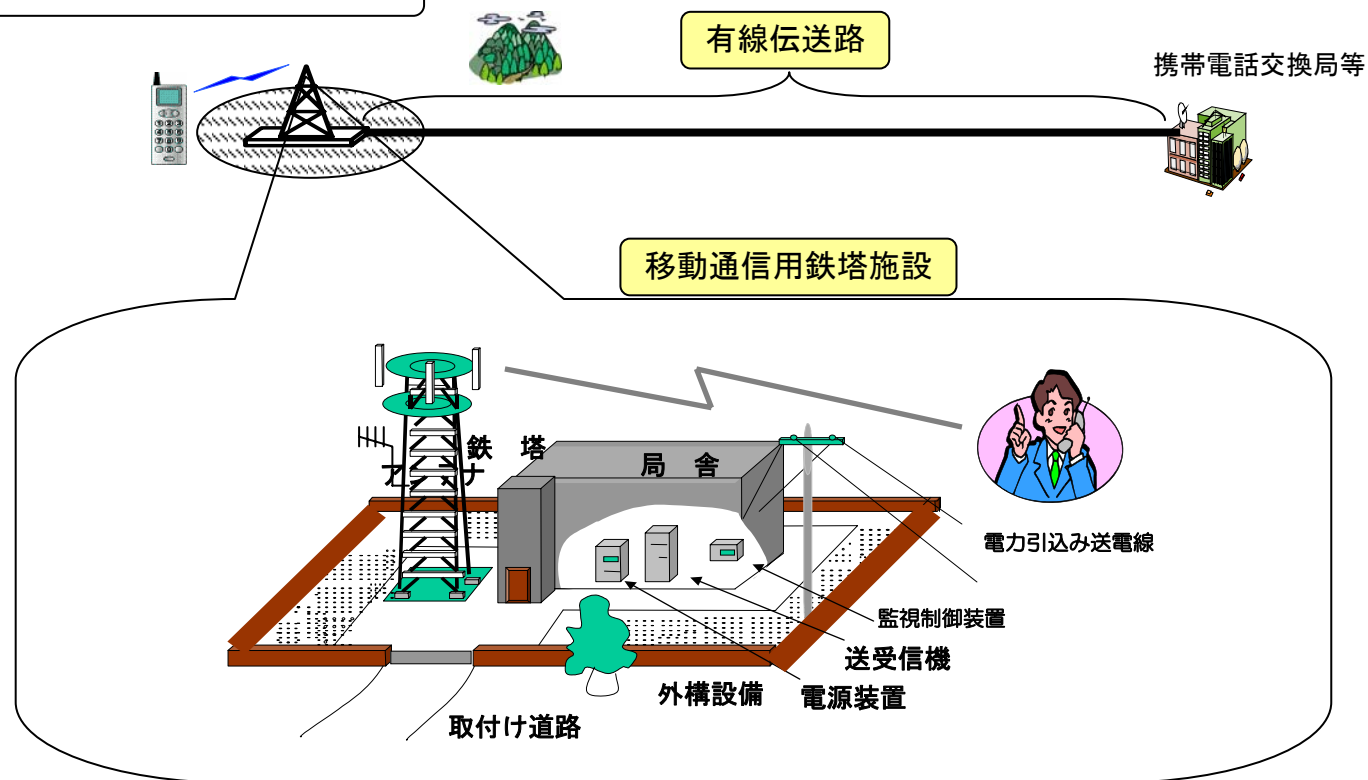 有線伝送路
携帯電話交換局等
移動通信用鉄塔施設
鉄 塔
局 舎
電力引込み送電線
監視制御装置
送受信機
外構設備
電源装置
取付け道路